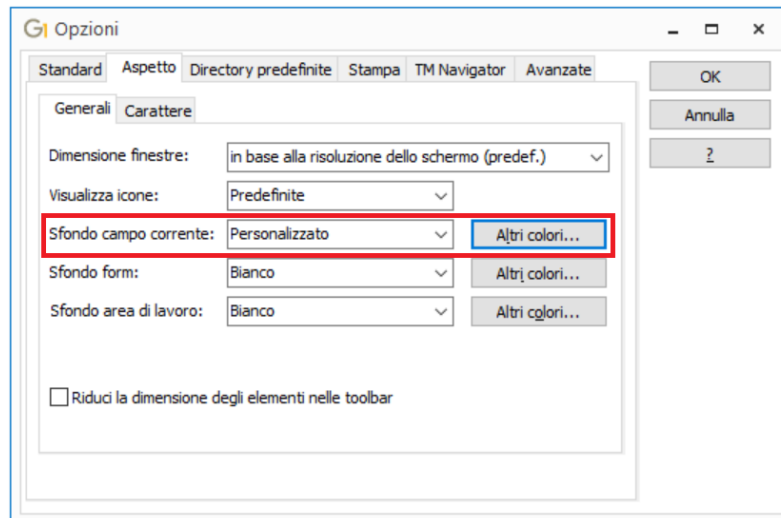 G1 Opzioni
Standard Aspetto Directory predefinite Stampa TM Navigator Avanzate
OK
Generali Carattere
Annulla
Dimensione finestre: in base alla risoluzione dello schermo (predef.)
?
Visualizza icone: Predefinite
Sfondo campo corrente: Personalizzato Altri colori...
Sfondo form: Bianco Altri colori...
Sfondo area di lavoro: Bianco Altri colori...
Riduci la dimensione degli elementi nelle toolbar